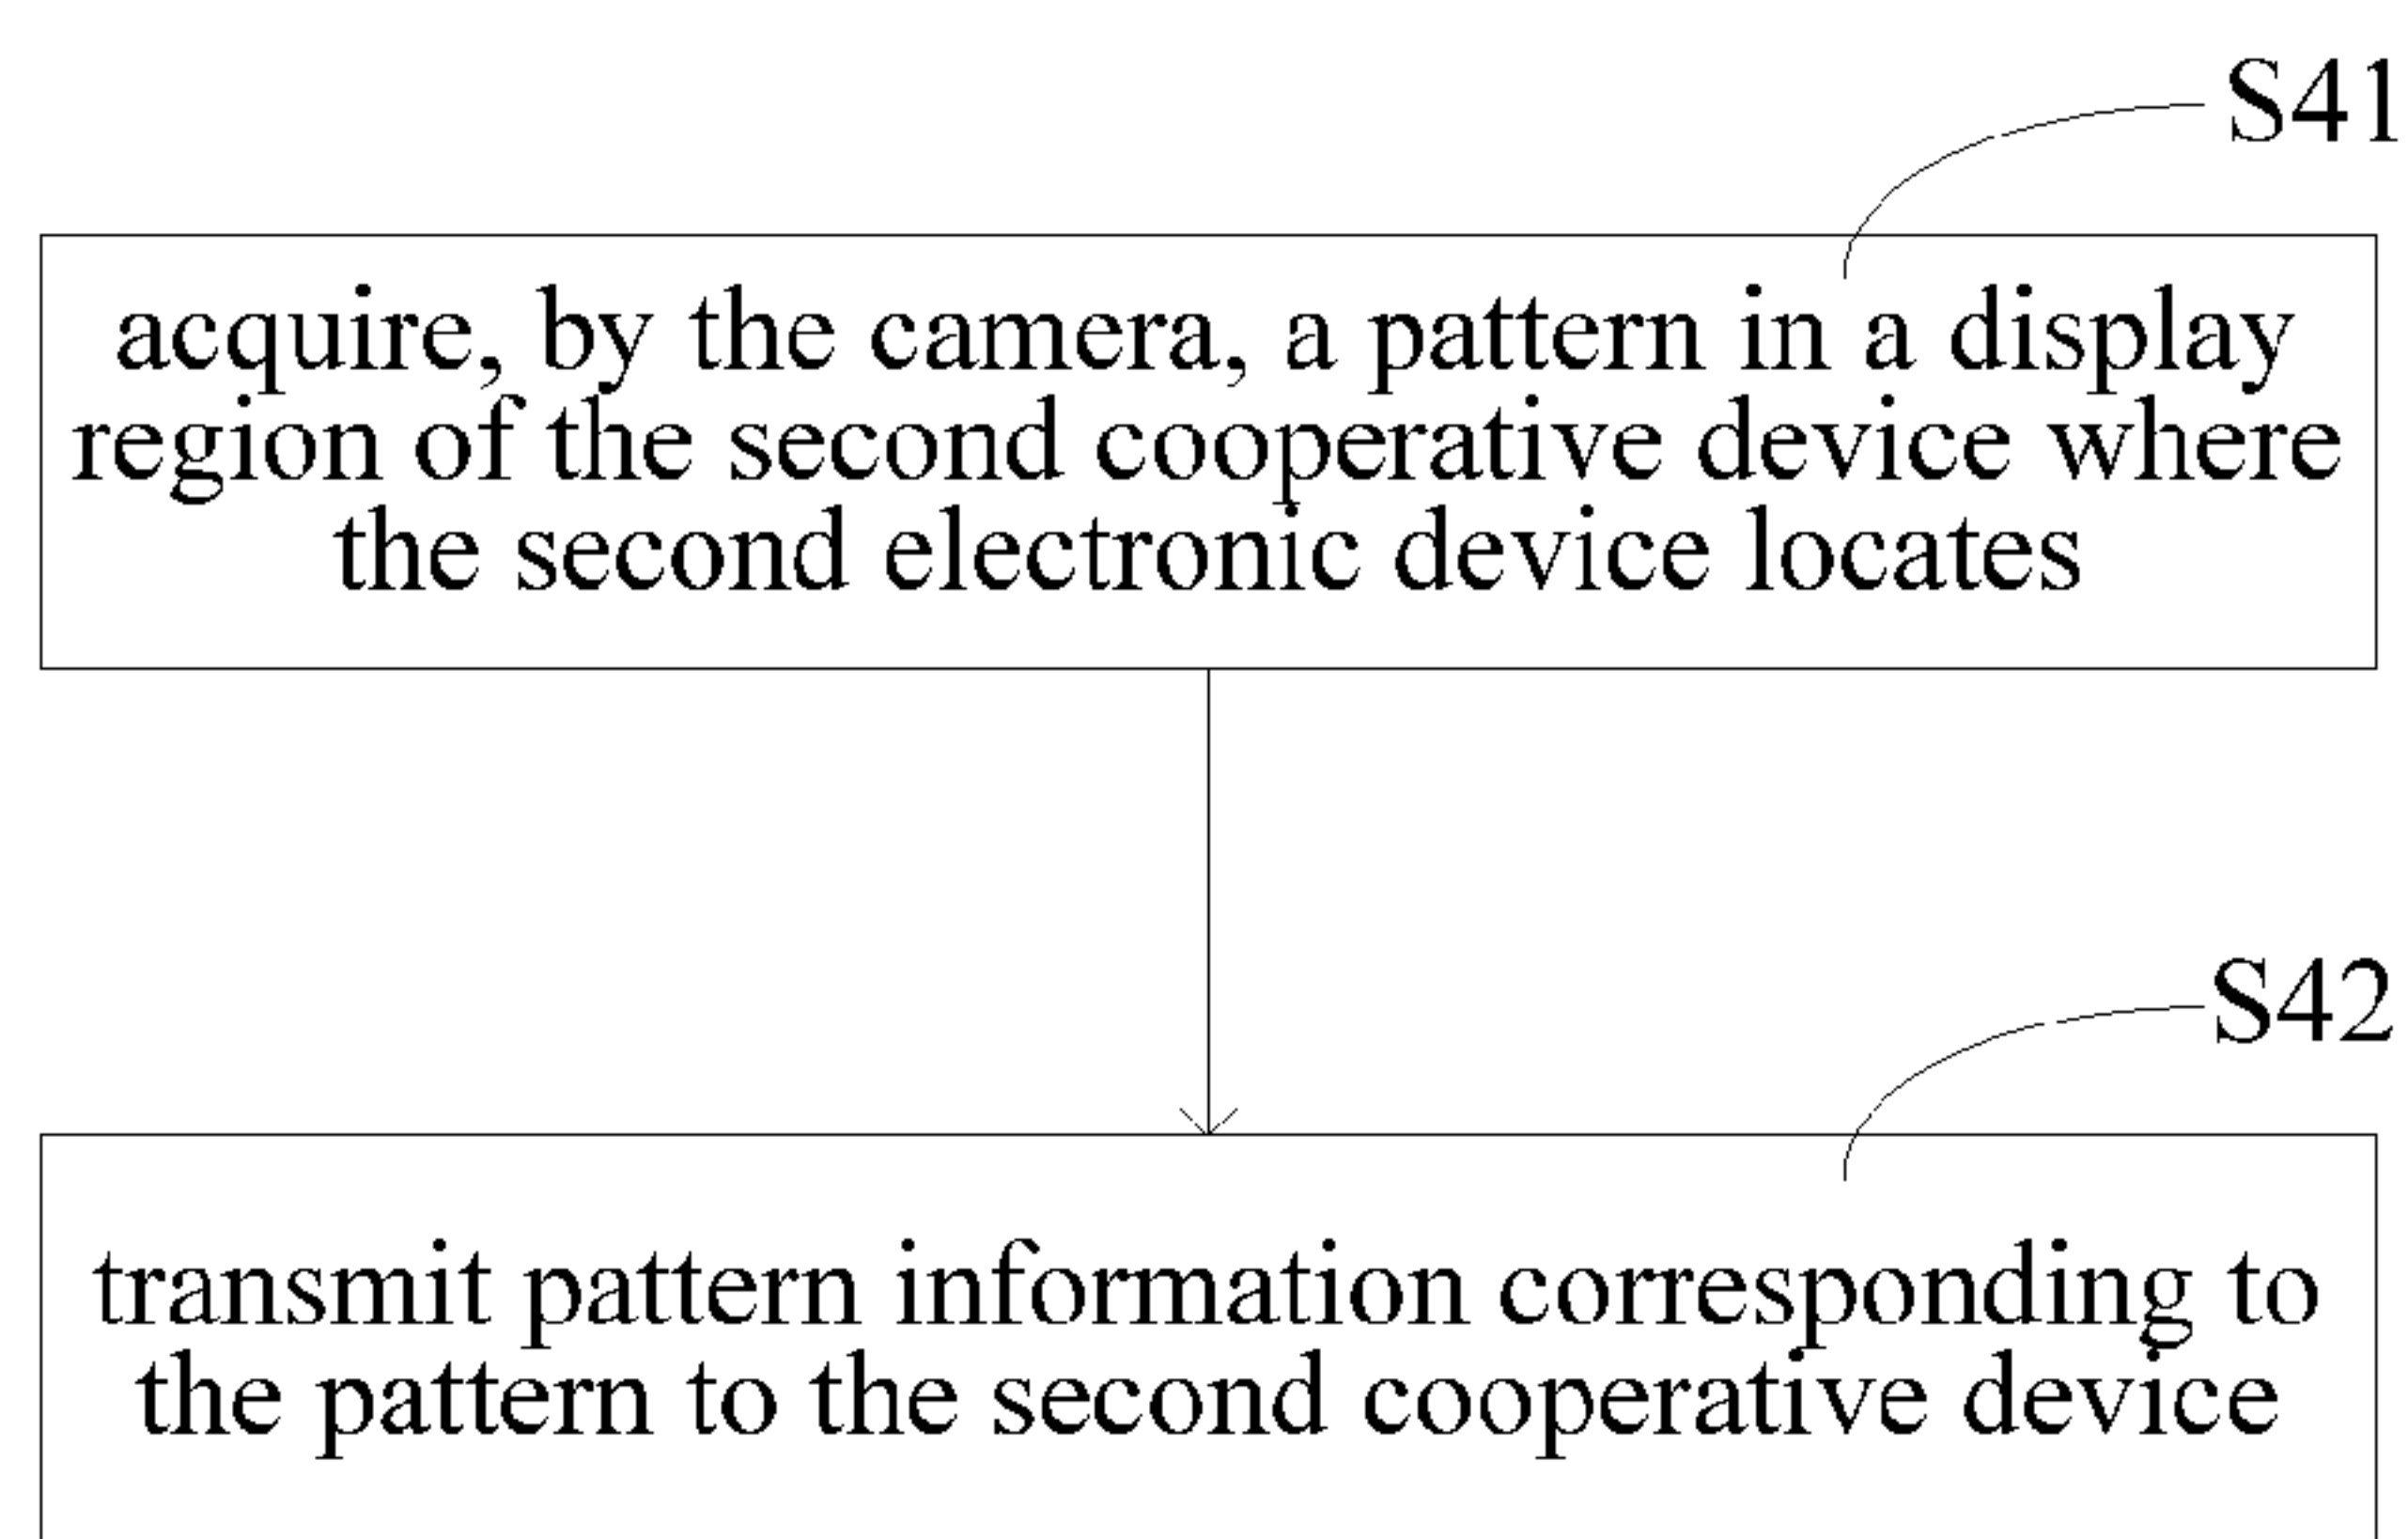 S41
acquire, by the camera, a pattern in a display
region of the second cooperative device where
the second electronic device locates
S42
transmit pattern information corresponding to
the pattern to the second cooperative device